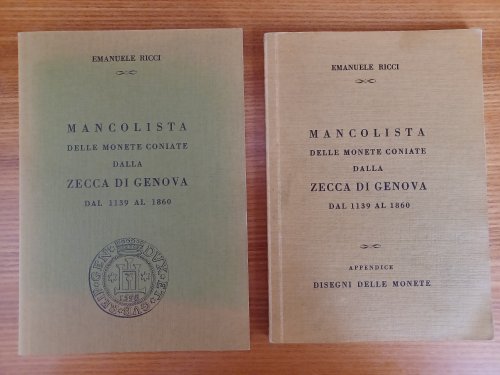 EMANUELE RICCI
MANCOLISTA
DELLE MONETE CONIATE
DALLA
ZECCA DI GENOVA
DAL 1139 AL 1860
EMANUELE RICCI
MANCOLISTA
DELLE MONETE CONIATE
DALLA
ZECCA DI GENOVA
DAL 1139 AL 1860
APPENDICE
DISEGNI DELLE MONETE